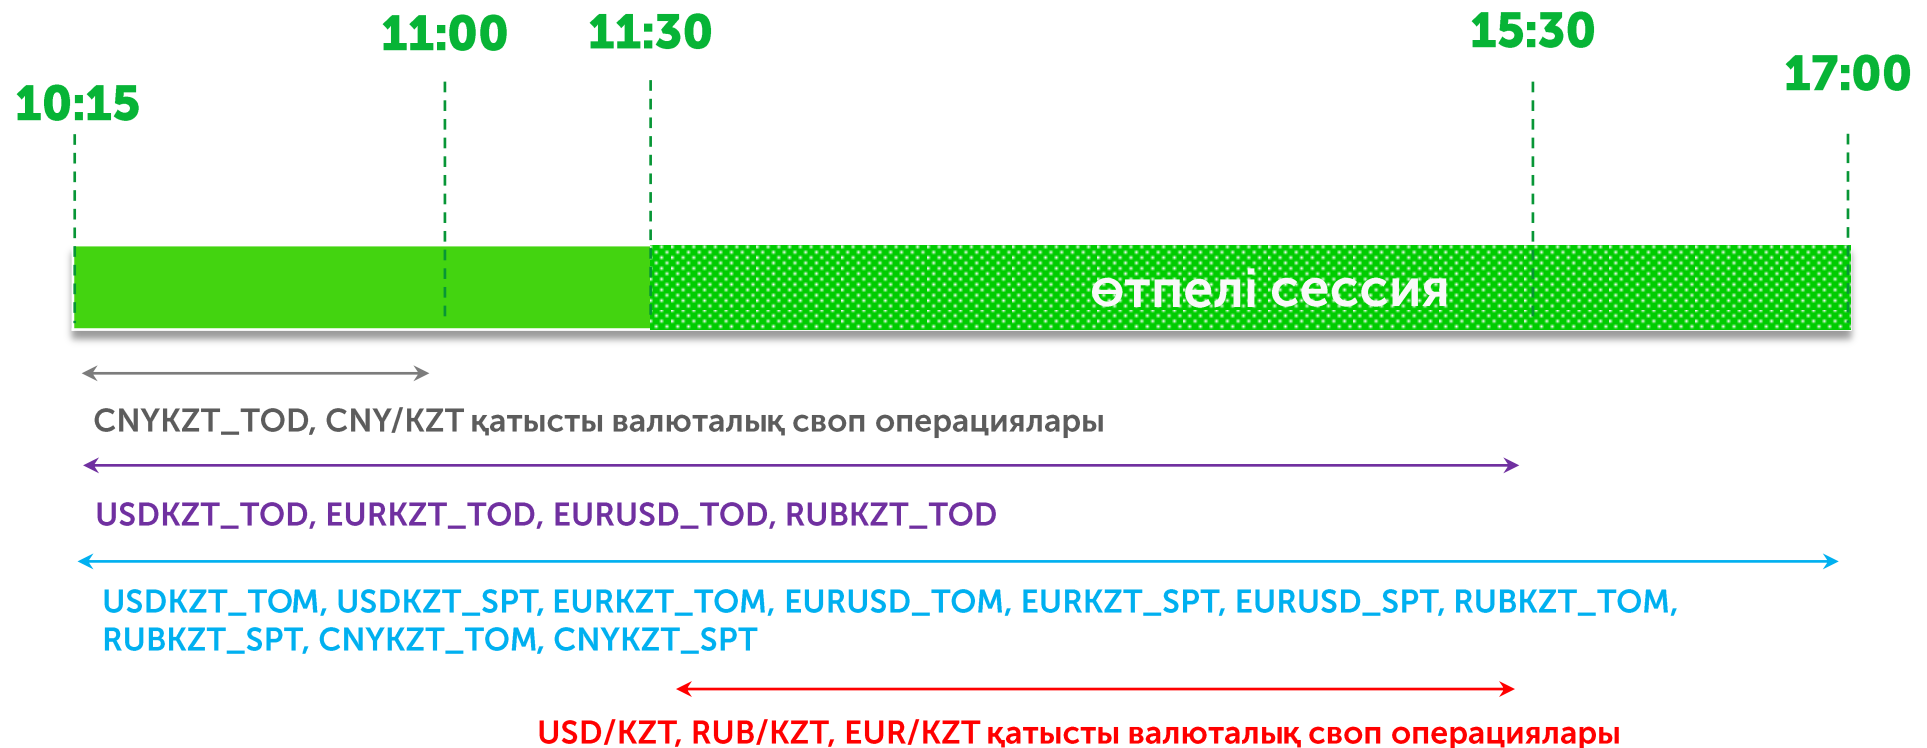 10:15
11:00
11:30
15:30
17:00
өтпелі сессия
CNYKZT_TOD, CNY/KZT қатысты валюталық своп операциялары
USDKZT_TOD, EURKZT_TOD, EURUSD_TOD, RUBKZT_TOD
USDKZT_TOM, USDKZT_SPT, EURKZT_TOM, EURUSD_TOM, EURKZT_SPT, EURUSD_SPT, RUBKZT_TOM,
RUBKZT_SPT, CNYKZT_TOM, CNYKZT_SPT
USD/KZT, RUB/KZT, EUR/KZT қатысты валюталық своп операциялары